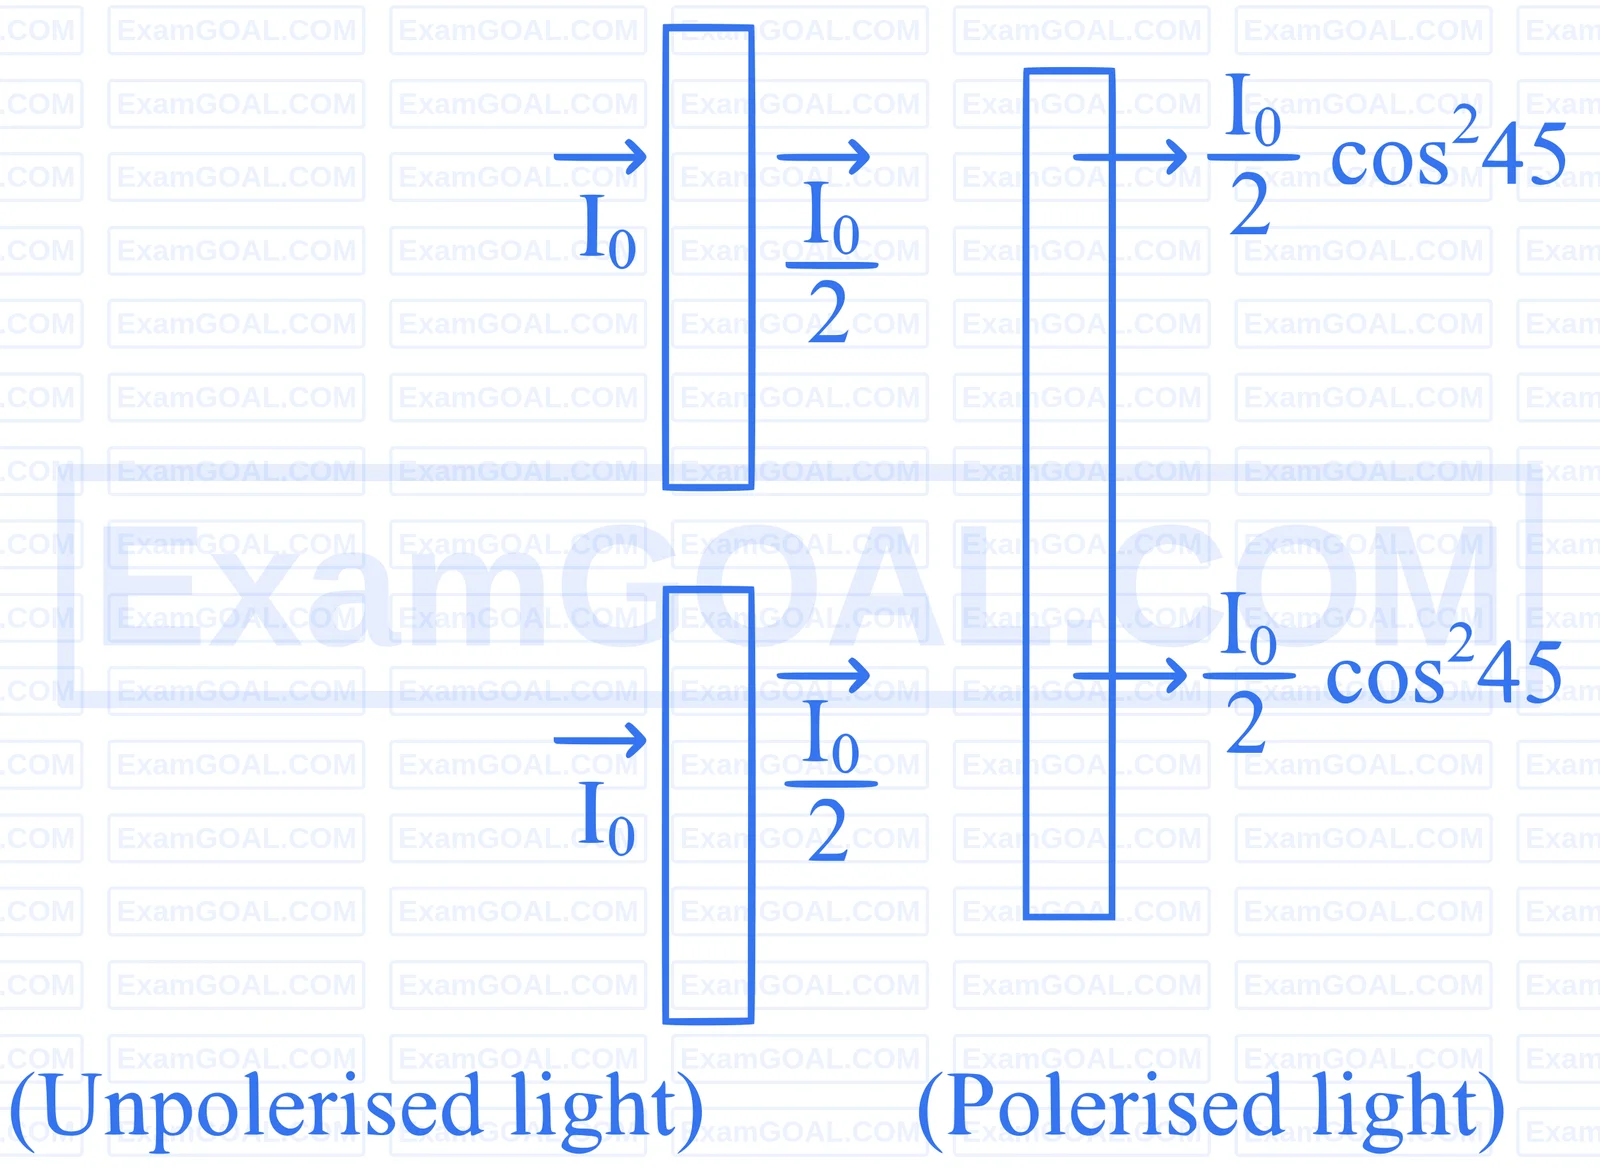 I₀
I₀/2
I₀/2 cos²45
I₀
I₀/2
I₀/2 cos²45
ExamGOAL.COM
(Unpolerised light)
(Polerised light)